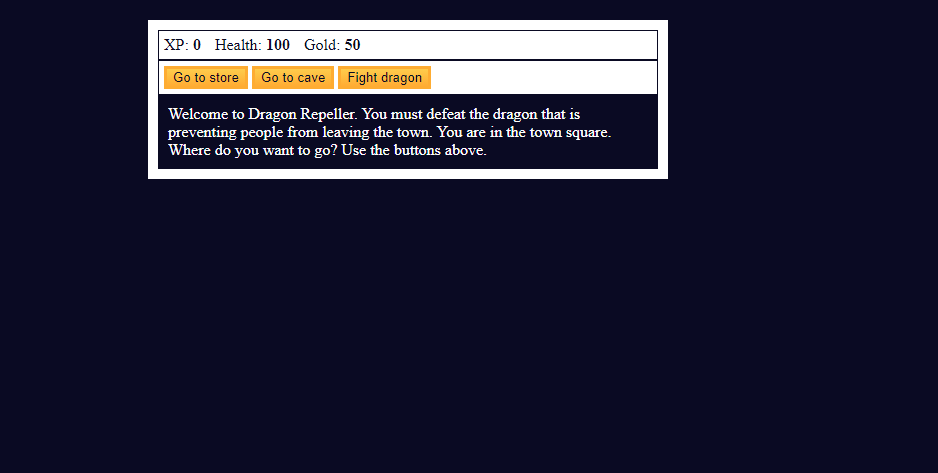 XP: 0 Health: 100 Gold: 50
Go to store Go to cave Fight dragon
Welcome to Dragon Repeller. You must defeat the dragon that is
preventing people from leaving the town. You are in the town square.
Where do you want to go? Use the buttons above.